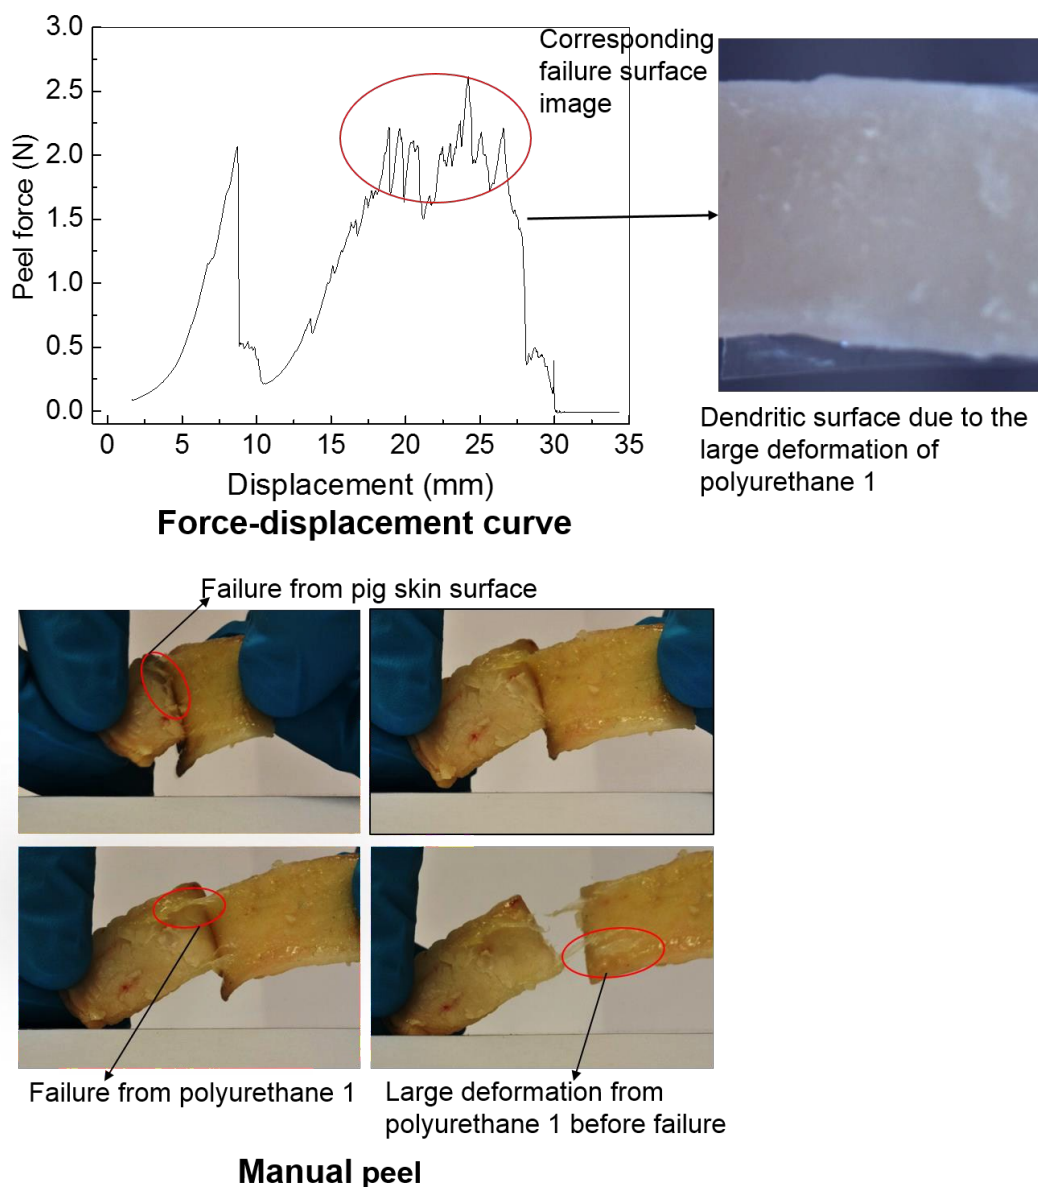 3.0
2.5
2.0
1.5
1.0
0.5
0.0
Peel force (N)
0 5 10 15 20 25 30 35
Displacement (mm)
Force-displacement curve
Corresponding
failure surface
image
Dendritic surface due to the
large deformation of
polyurethane 1
Failure from pig skin surface
Failure from polyurethane 1
Large deformation from
polyurethane 1 before failure
Manual peel